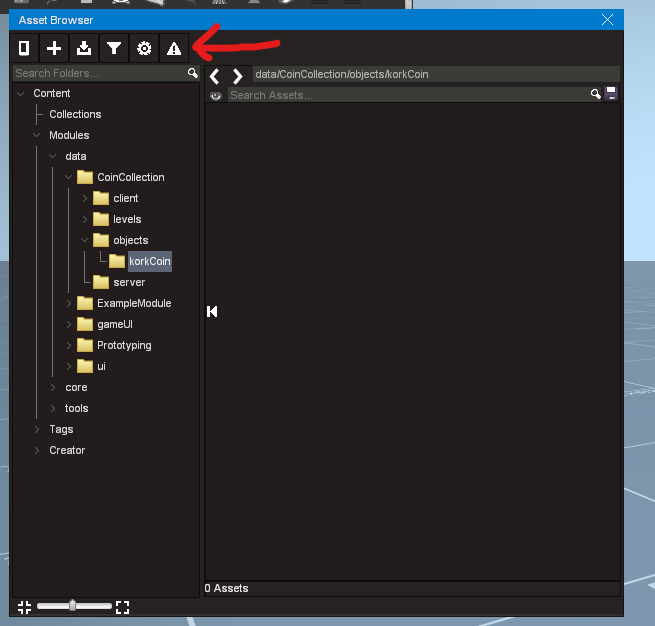 Asset Browser
Search Folders...
data/CoinCollection/objects/korkCoin
Search Assets...
Content
Collections
Modules
data
CoinCollection
client
levels
objects
korkCoin
server
ExampleModule
gameUI
Prototyping
ui
core
tools
Tags
Creator
0 Assets